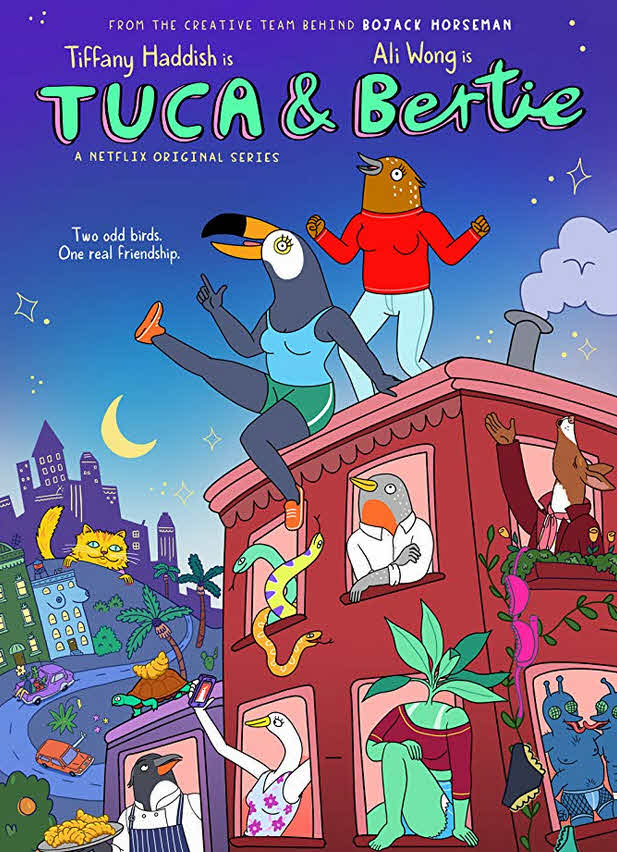 FROM THE CREATIVE TEAM BEHIND BOJACK HORSEMAN
Tiffany Haddish is Ali Wong is
TUCA & Bertie
A NETFLIX ORIGINAL SERIES
Two odd birds.
One real friendship.